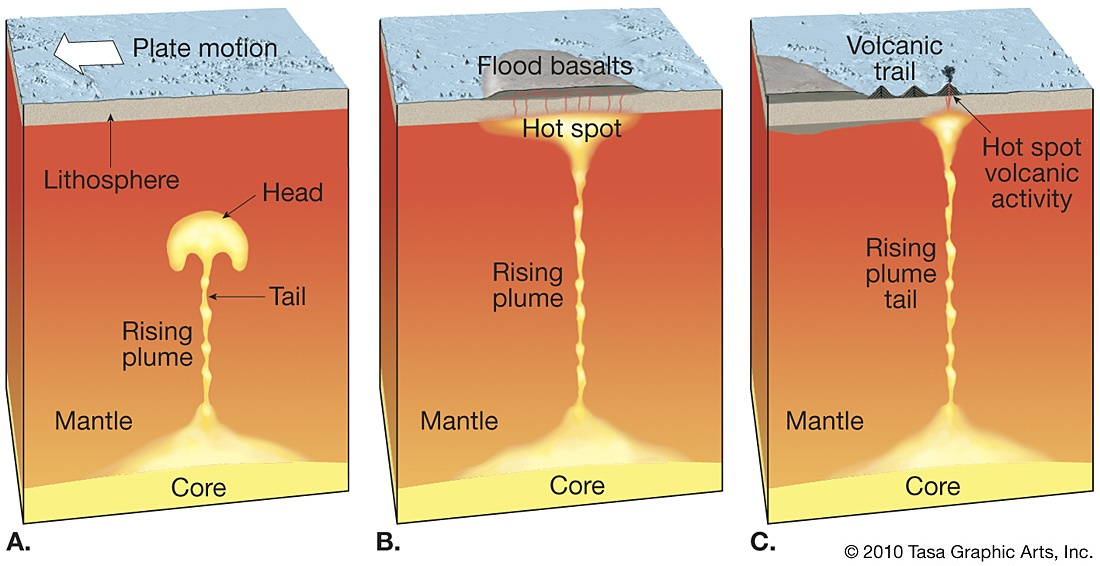 Plate motion
Lithosphere
Head
Tail
Rising
plume
Mantle
Core
A.
Flood basalts
Hot spot
Rising
plume
Mantle
Core
B.
Volcanic
trail
Hot spot
volcanic
activity
Rising
plume
tail
Mantle
Core
C.
© 2010 Tasa Graphic Arts, Inc.